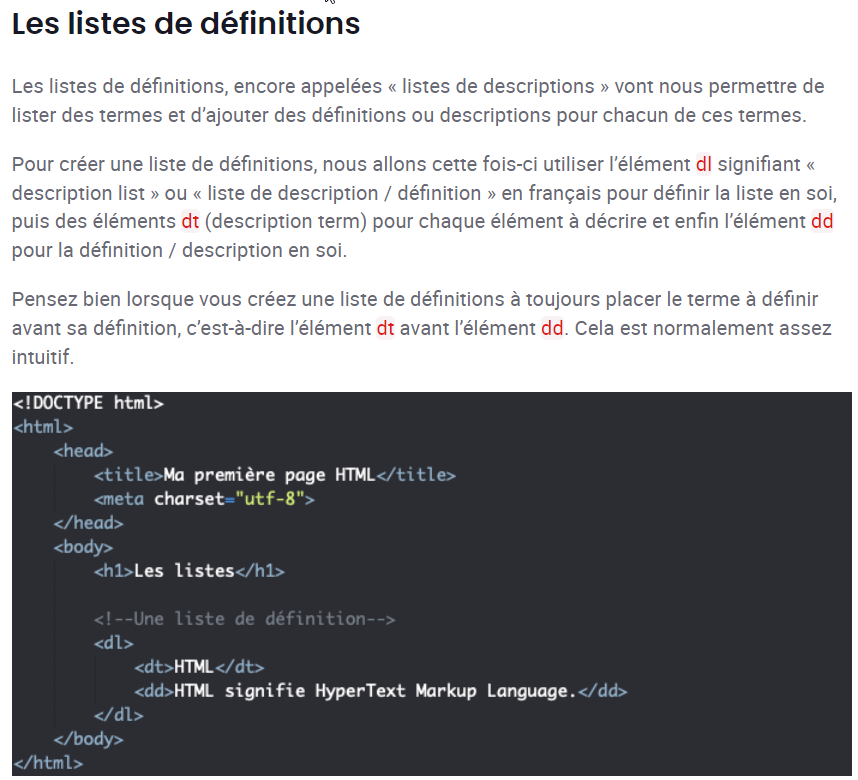 Les listes de définitions
Les listes de définitions, encore appelées « listes de descriptions » vont nous permettre de
lister des termes et d’ajouter des définitions ou descriptions pour chacun de ces termes.
Pour créer une liste de définitions, nous allons cette fois-ci utiliser l’élément dl signifiant «
description list » ou « liste de description / définition » en français pour définir la liste en soi,
puis des éléments dt (description term) pour chaque élément à décrire et enfin l’élément dd
pour la définition / description en soi.
Pensez bien lorsque vous créez une liste de définitions à toujours placer le terme à définir
avant sa définition, c’est-à-dire l’élément dt avant l’élément dd. Cela est normalement assez
intuitif.
<!DOCTYPE html>
<html>
    <head>
        <title>Ma première page HTML</title>
        <meta charset="utf-8">
    </head>
    <body>
        <h1>Les listes</h1>
        <!--Une liste de définition-->
        <dl>
            <dt>HTML</dt>
            <dd>HTML signifie HyperText Markup Language.</dd>
        </dl>
    </body>
</html>